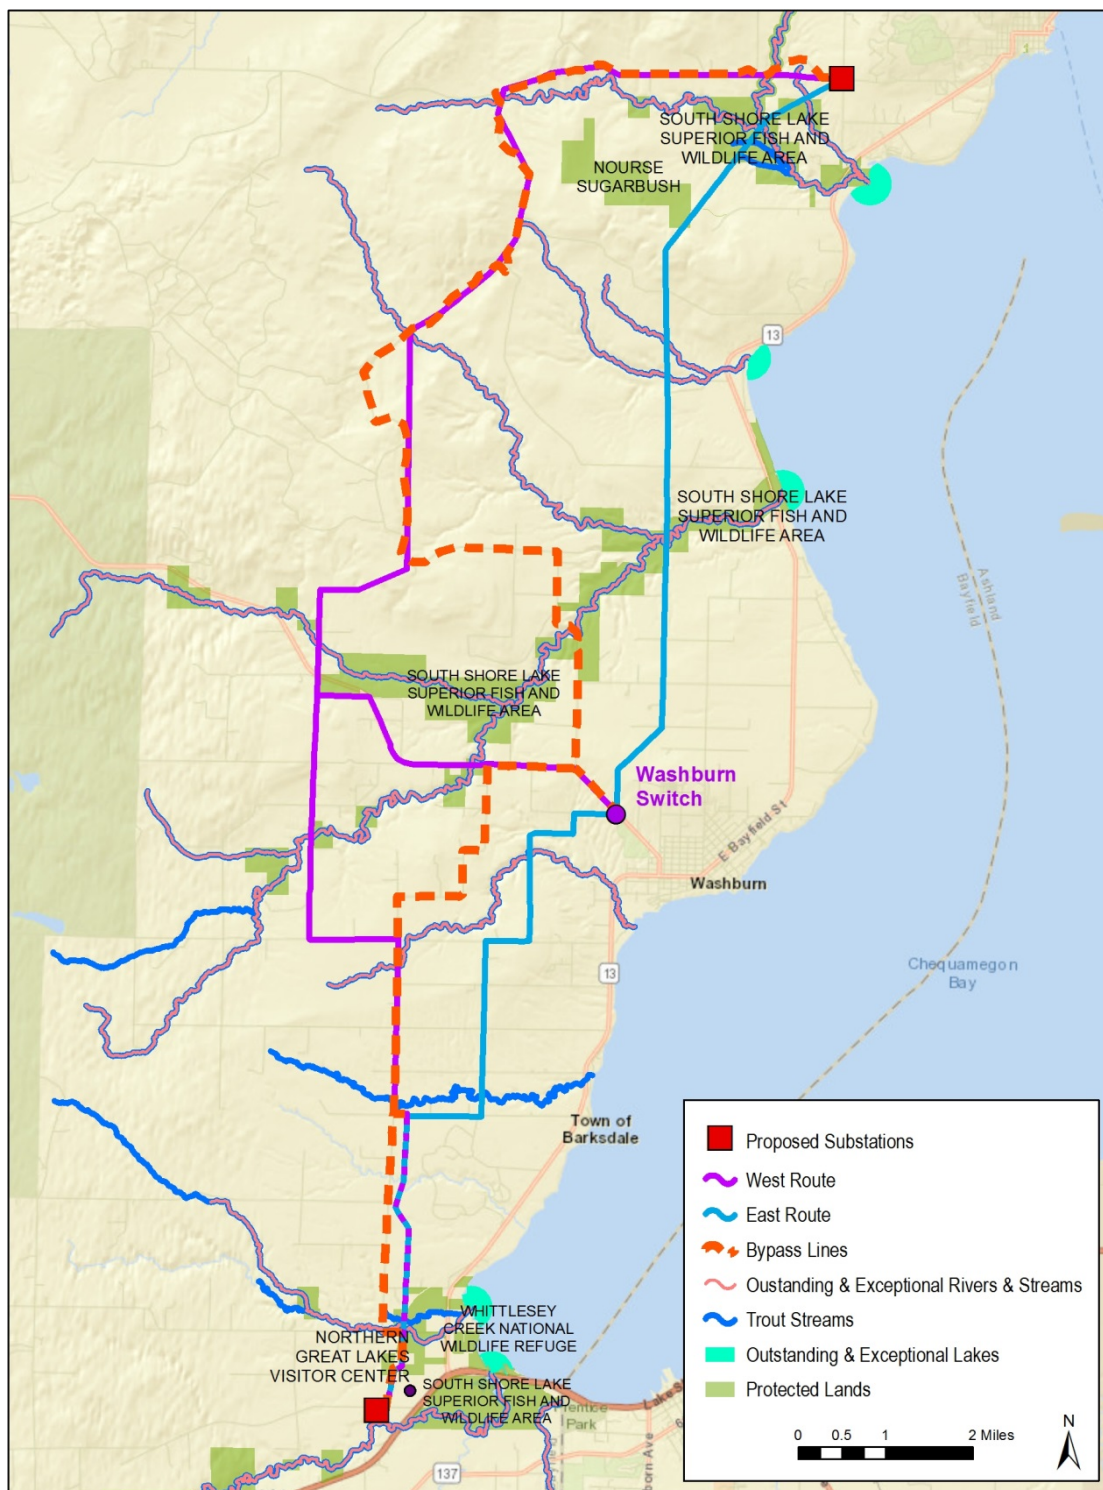 SOUTH SHORE LAKE
SUPERIOR FISH AND
WILDLIFE AREA
NOURSE
SUGARBUSH
13
SOUTH SHORE LAKE
SUPERIOR FISH AND
WILDLIFE AREA
Ashland
Bayfield
SOUTH SHORE LAKE
SUPERIOR FISH AND
WILDLIFE AREA
Washburn
Switch
E Bayfield St
Washburn
13
Chequamegon
Bay
Town of
Barksdale
WHITTLESEY
CREEK NATIONAL
WILDLIFE REFUGE
NORTHERN
GREAT LAKES
VISITOR CENTER
SOUTH SHORE LAKE
SUPERIOR FISH AND
WILDLIFE AREA
Prentice
Park
137
Proposed Substations
West Route
East Route
Bypass Lines
Oustanding & Exceptional Rivers & Streams
Trout Streams
Outstanding & Exceptional Lakes
Protected Lands
N
0 0.5 1 2 Miles